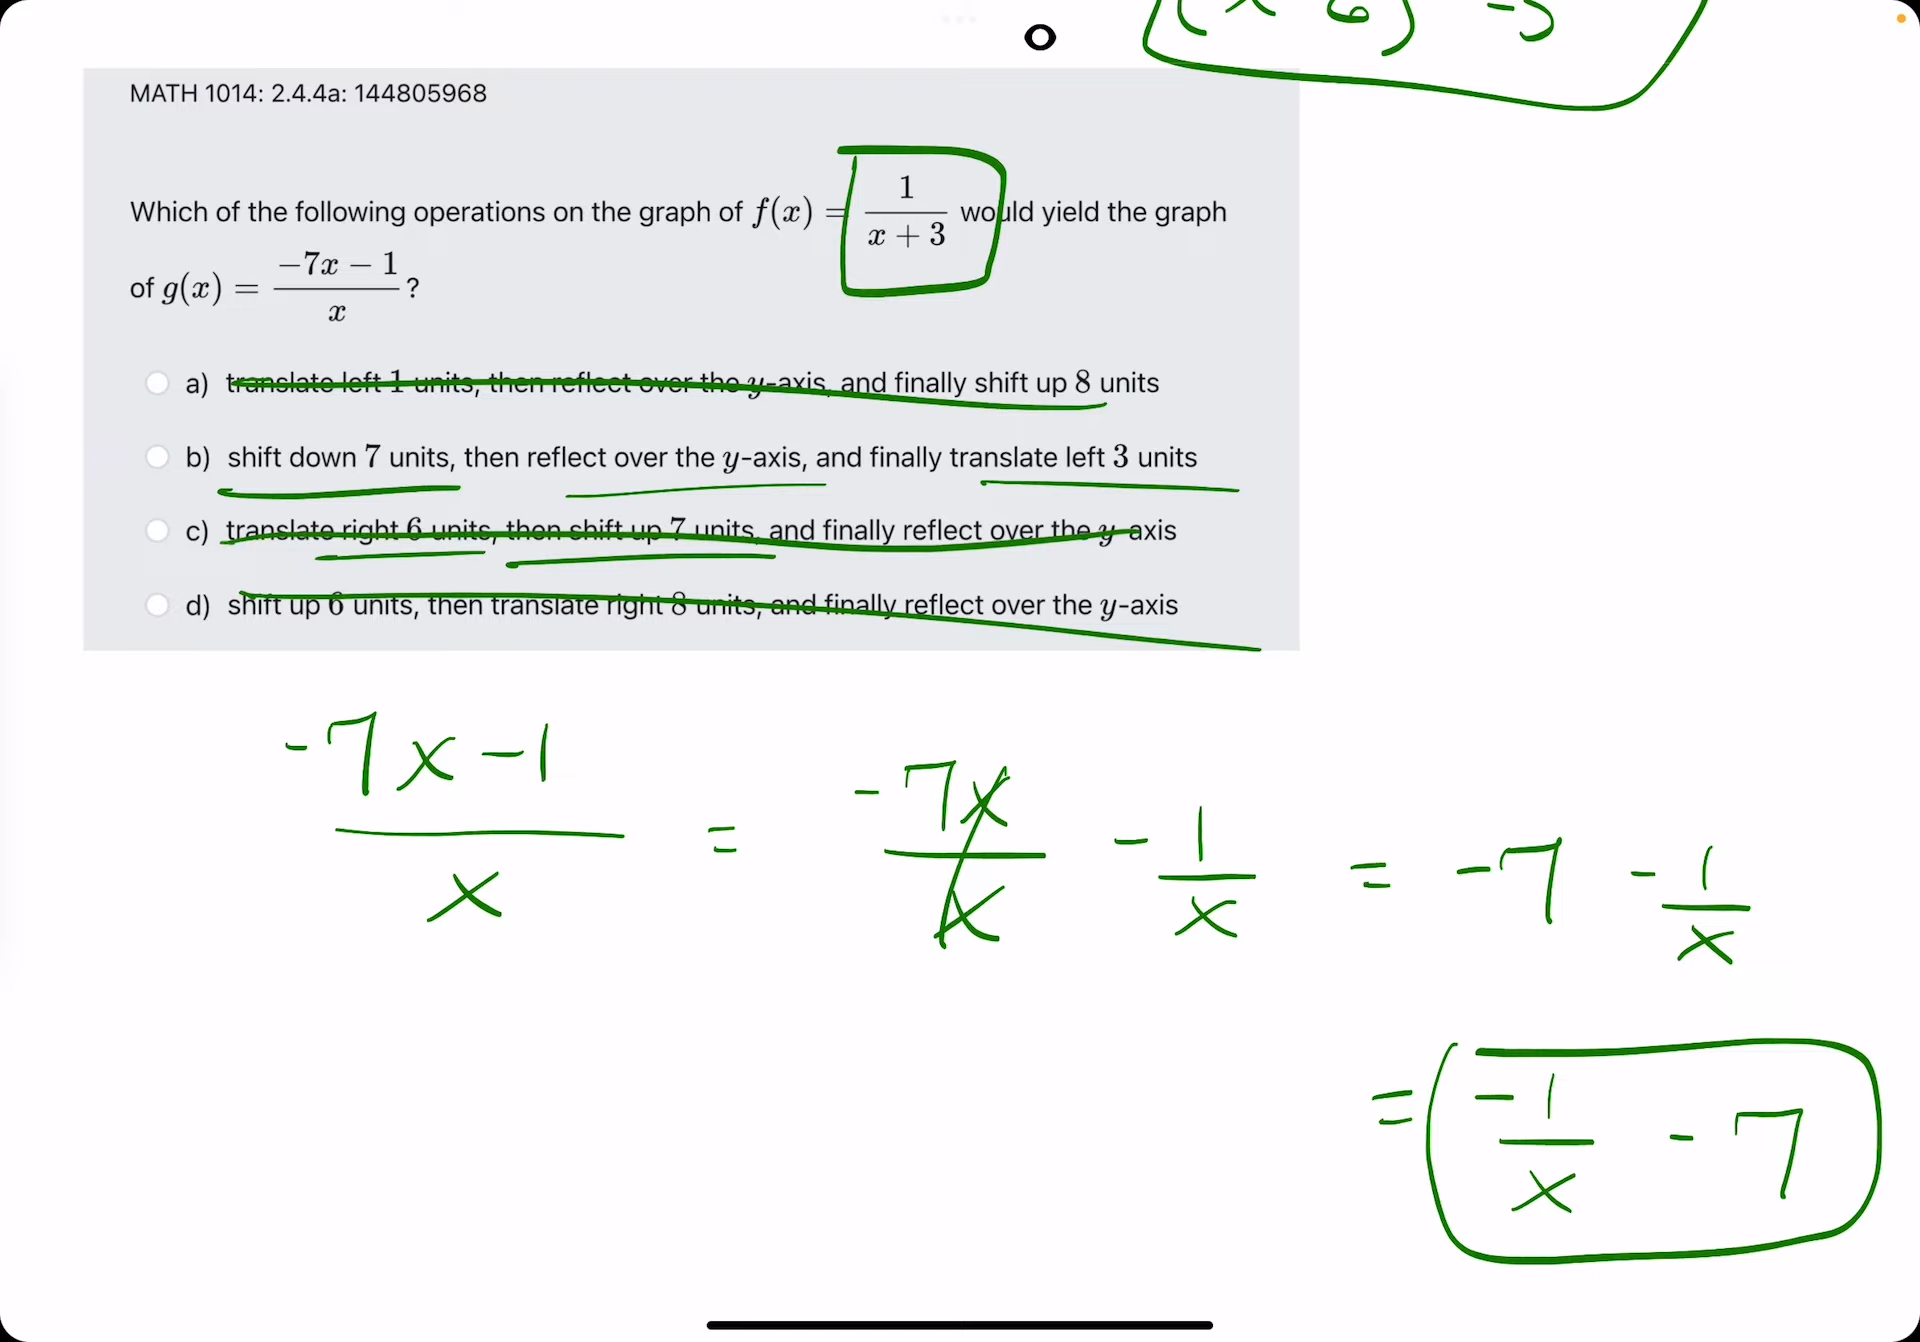 (x 6) -5
MATH 1014: 2.4.4a: 144805968
Which of the following operations on the graph of f(x) = 1/(x + 3) would yield the graph
of g(x) = (−7x − 1)/x ?
a) translate left 1 units, then reflect over the y-axis, and finally shift up 8 units
b) shift down 7 units, then reflect over the y-axis, and finally translate left 3 units
c) translate right 6 units, then shift up 7 units, and finally reflect over the y-axis
d) shift up 6 units, then translate right 8 units, and finally reflect over the y-axis
(-7x-1)/x = -7x/x - 1/x = -7 - 1/x
= -1/x - 7